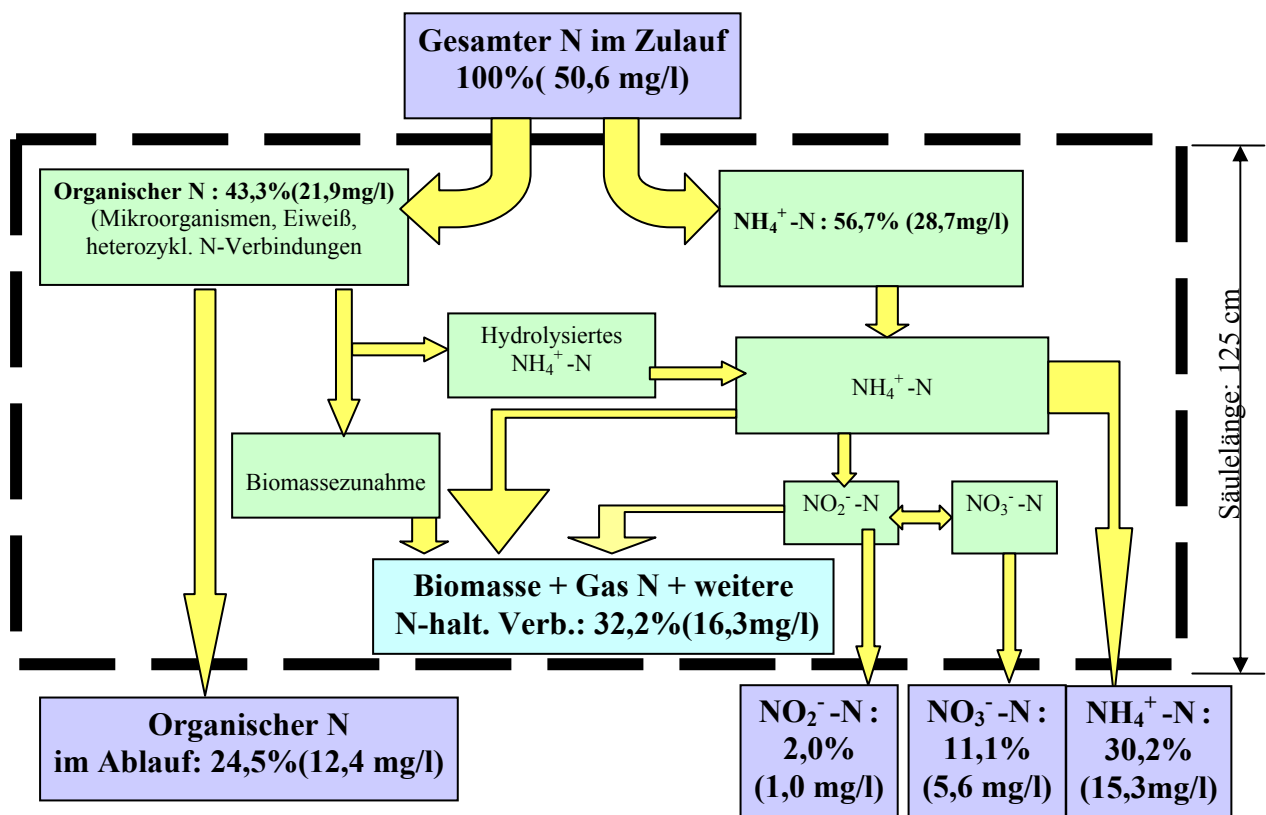 Gesamter N im Zulauf
100%( 50,6 mg/l)
Organischer N : 43,3%(21,9mg/l)
(Mikroorganismen, Eiweiß,
heterozykl. N-Verbindungen
NH₄⁺ -N : 56,7% (28,7mg/l)
Hydrolysiertes
NH₄⁺ -N
NH₄⁺ -N
Biomassezunahme
NO₂⁻ -N
NO₃⁻ -N
Biomasse + Gas N + weitere
N-halt. Verb.: 32,2%(16,3mg/l)
Säulelänge: 125 cm
Organischer N
im Ablauf: 24,5%(12,4 mg/l)
NO₂⁻ -N :
2,0%
(1,0 mg/l)
NO₃⁻ -N :
11,1%
(5,6 mg/l)
NH₄⁺ -N :
30,2%
(15,3mg/l)